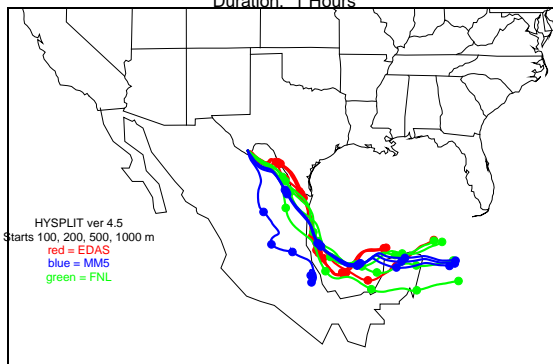 Duration: 1 Hours
HYSPLIT ver 4.5
Starts 100, 200, 500, 1000 m
red = EDAS
blue = MM5
green = FNL